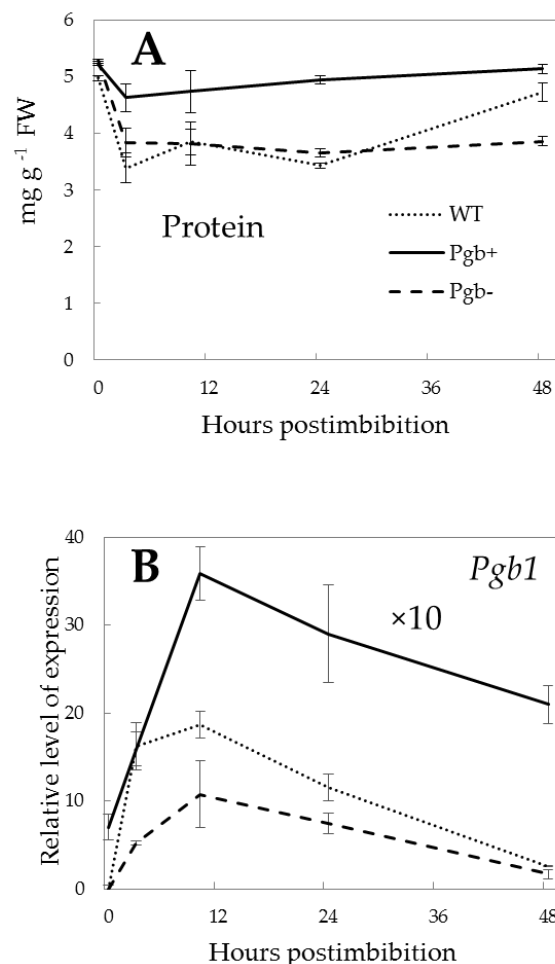 A
6
5
4
3
2
1
0
mg g -1 FW
Protein
WT
Pgb+
Pgb-
0 12 24 36 48
Hours postimbibition
B
Pgb1
×10
40
30
20
10
0
Relative level of expression
0 12 24 36 48
Hours postimbibition